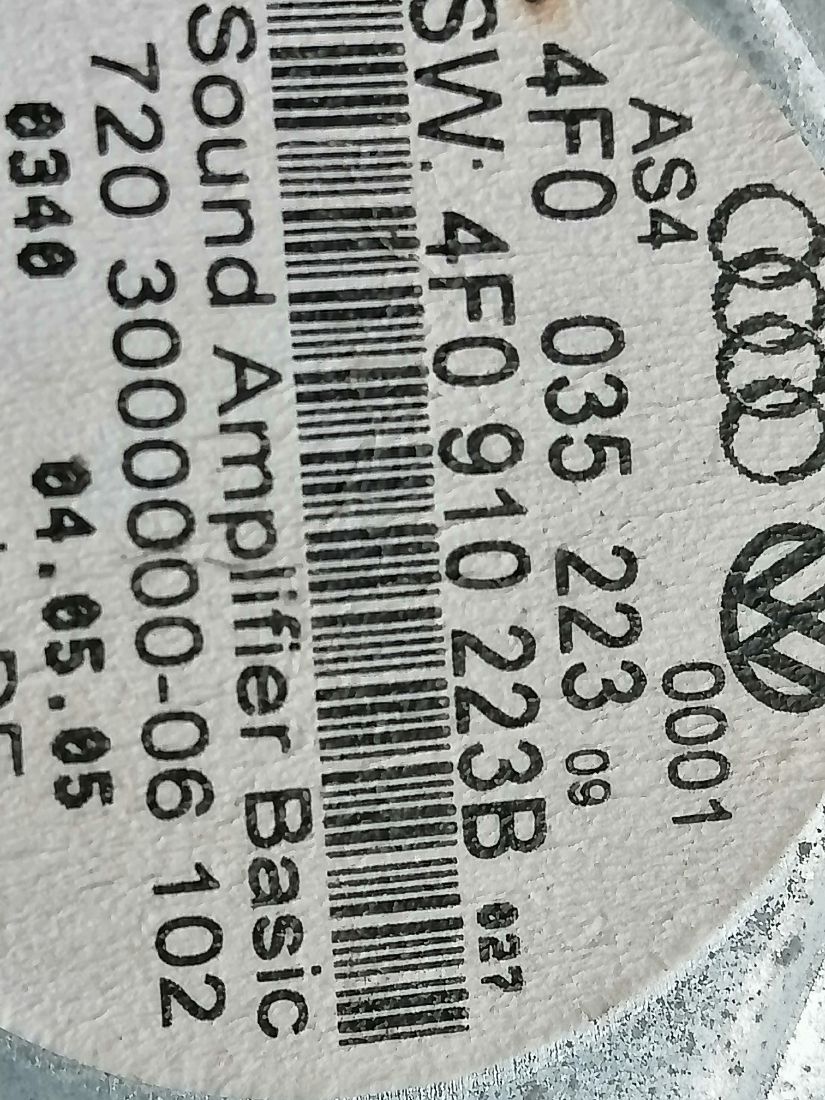 AS4 0001
4F0 035 223 09
SW: 4F0 910 223B 027
Sound Amplifier Basic
720 300000-06 102
0340 04.05.05